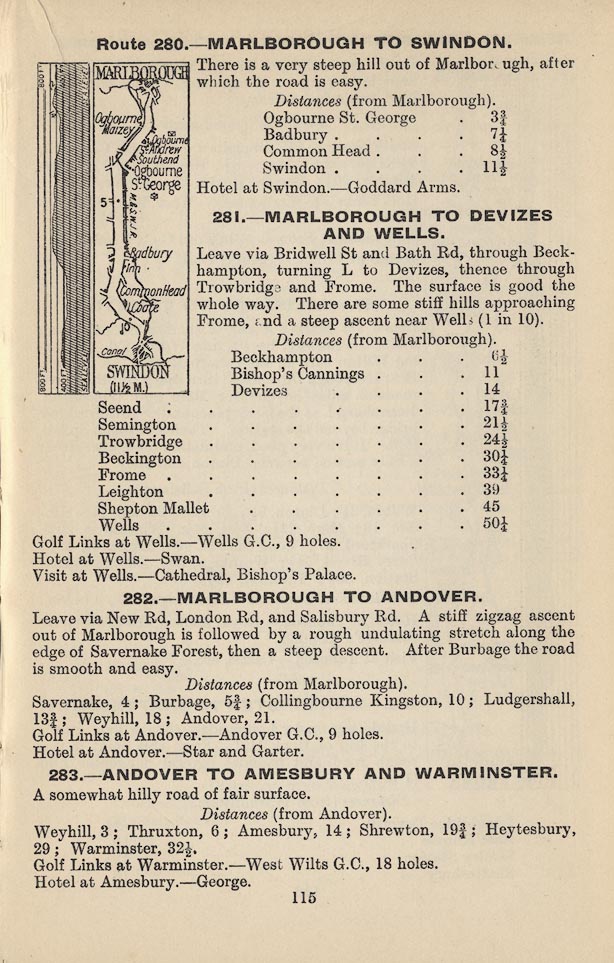 Route 280.—MARLBOROUGH TO SWINDON.
There is a very steep hill out of Marlborough, after
which the road is easy.
Distances (from Marlborough).
Ogbourne St. George . 3¾
Badbury . . . . 7¼
Common Head . . . 8½
Swindon . . . . 11½
Hotel at Swindon.—Goddard Arms.
800 FT
MARLBOROUGH
Ogbourne
Maizey
Ogbourne
St Andrew
Southend
Ogbourne
St George
5
M & S W J R
Badbury
Inn
Common Head
Coate
10
Canal
SWINDON
(11½ M.)
800 FT
400 FT
281.—MARLBOROUGH TO DEVIZES
AND WELLS.
Leave via Bridwell St and Bath Rd, through Beck-
hampton, turning L to Devizes, thence through
Trowbridge and Frome. The surface is good the
whole way. There are some stiff hills approaching
Frome, and a steep ascent near Wells (1 in 10).
Distances (from Marlborough).
Beckhampton . . . 6½
Bishop's Cannings . . . 11
Devizes . . . . 14
Seend . . . . . . . . 17¾
Semington . . . . . . . 21½
Trowbridge . . . . . . . 24½
Beckington . . . . . . . 30¼
Frome . . . . . . . . 33¼
Leighton . . . . . . . 39
Shepton Mallet . . . . . . 45
Wells . . . . . . . . 50¼
Golf Links at Wells.—Wells G.C., 9 holes.
Hotel at Wells.—Swan.
Visit at Wells.—Cathedral, Bishop's Palace.
282.—MARLBOROUGH TO ANDOVER.
Leave via New Rd, London Rd, and Salisbury Rd. A stiff zigzag ascent
out of Marlborough is followed by a rough undulating stretch along the
edge of Savernake Forest, then a steep descent. After Burbage the road
is smooth and easy.
Distances (from Marlborough).
Savernake, 4 ; Burbage, 5¾ ; Collingbourne Kingston, 10 ; Ludgershall,
13¾ ; Weyhill, 18 ; Andover, 21.
Golf Links at Andover.—Andover G.C., 9 holes.
Hotel at Andover.—Star and Garter.
283.—ANDOVER TO AMESBURY AND WARMINSTER.
A somewhat hilly road of fair surface.
Distances (from Andover).
Weyhill, 3 ; Thruxton, 6 ; Amesbury, 14 ; Shrewton, 19¾ ; Heytesbury,
29 ; Warminster, 32½.
Golf Links at Warminster.—West Wilts G.C., 18 holes.
Hotel at Amesbury.—George.
115